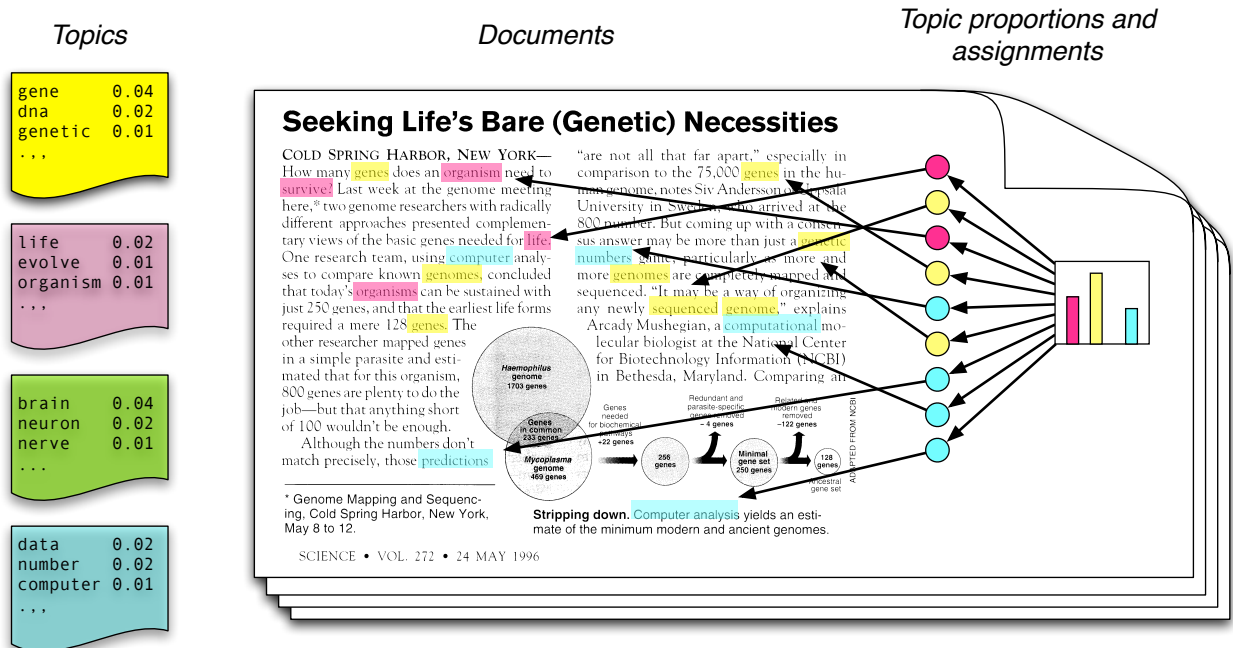 Topics
Documents
Topic proportions and
assignments
gene 0.04
dna 0.02
genetic 0.01
.,,
life 0.02
evolve 0.01
organism 0.01
.,,
brain 0.04
neuron 0.02
nerve 0.01
...
data 0.02
number 0.02
computer 0.01
.,,
Seeking Life's Bare (Genetic) Necessities
COLD SPRING HARBOR, NEW YORK—
How many genes does an organism need to
survive? Last week at the genome meeting
here,* two genome researchers with radically
different approaches presented complemen-
tary views of the basic genes needed for life.
One research team, using computer analy-
ses to compare known genomes, concluded
that today's organisms can be sustained with
just 250 genes, and that the earliest life forms
required a mere 128 genes. The
other researcher mapped genes
in a simple parasite and esti-
mated that for this organism,
800 genes are plenty to do the
job—but that anything short
of 100 wouldn't be enough.
Although the numbers don't
match precisely, those predictions
* Genome Mapping and Sequenc-
ing, Cold Spring Harbor, New York,
May 8 to 12.
"are not all that far apart," especially in
comparison to the 75,000 genes in the hu-
man genome, notes Siv Andersson of Uppsala
University in Sweden, who arrived at the
800 number. But coming up with a consen-
sus answer may be more than just a genetic
numbers game, particularly as more and
more genomes are completely mapped and
sequenced. "It may be a way of organizing
any newly sequenced genome," explains
Arcady Mushegian, a computational mo-
lecular biologist at the National Center
for Biotechnology Information (NCBI)
in Bethesda, Maryland. Comparing an
Haemophilus
genome
1703 genes
Genes
in common
233 genes
Mycoplasma
genome
469 genes
Genes
needed
for biochemical
pathways
+22 genes
256
genes
Redundant and
parasite-specific
genes removed
– 4 genes
Minimal
gene set
250 genes
Related and
modern genes
removed
–122 genes
128
genes
Ancestral
gene set
ADAPTED FROM NCBI
Stripping down. Computer analysis yields an esti-
mate of the minimum modern and ancient genomes.
SCIENCE • VOL. 272 • 24 MAY 1996